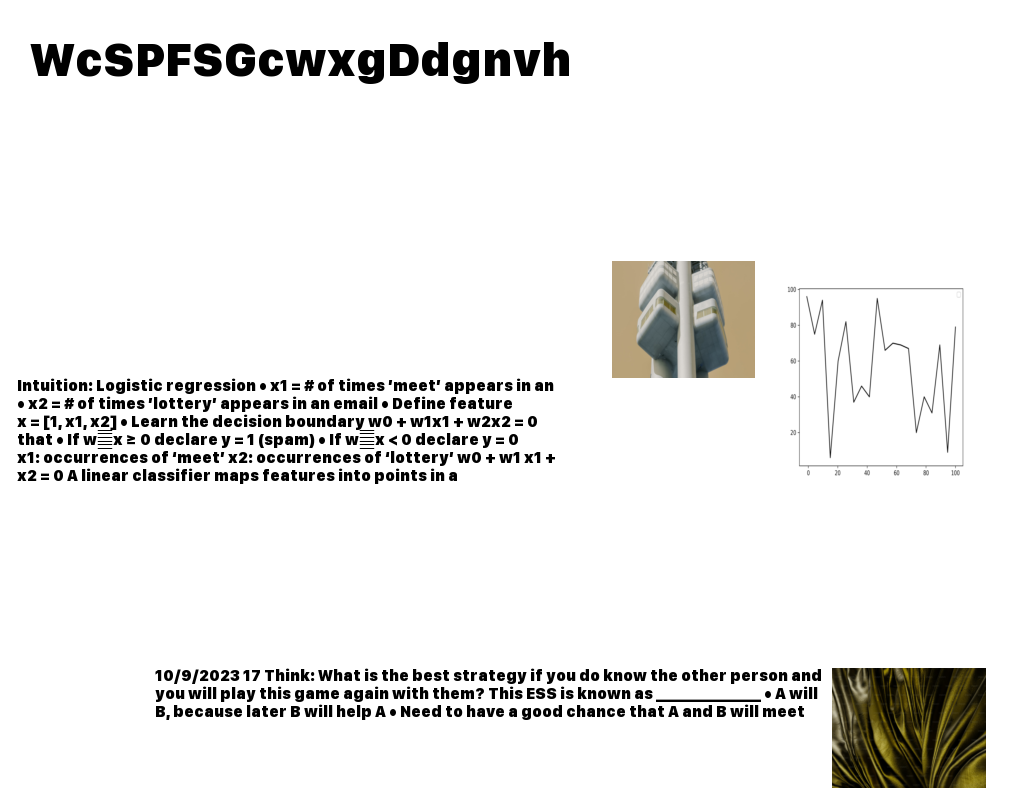 WcSPFSGcwxgDdgnvh
Intuition: Logistic regression • x1 = # of times 'meet' appears in an
• x2 = # of times 'lottery' appears in an email • Define feature
x = [1, x1, x2] • Learn the decision boundary w0 + w1x1 + w2x2 = 0
that • If w x ≥ 0 declare y = 1 (spam) • If w x < 0 declare y = 0
x1: occurrences of ‘meet’ x2: occurrences of ‘lottery’ w0 + w1 x1 +
x2 = 0 A linear classifier maps features into points in a
100
80
60
40
20
0 20 40 60 80 100
10/9/2023 17 Think: What is the best strategy if you do know the other person and
you will play this game again with them? This ESS is known as _____________ • A will
B, because later B will help A • Need to have a good chance that A and B will meet